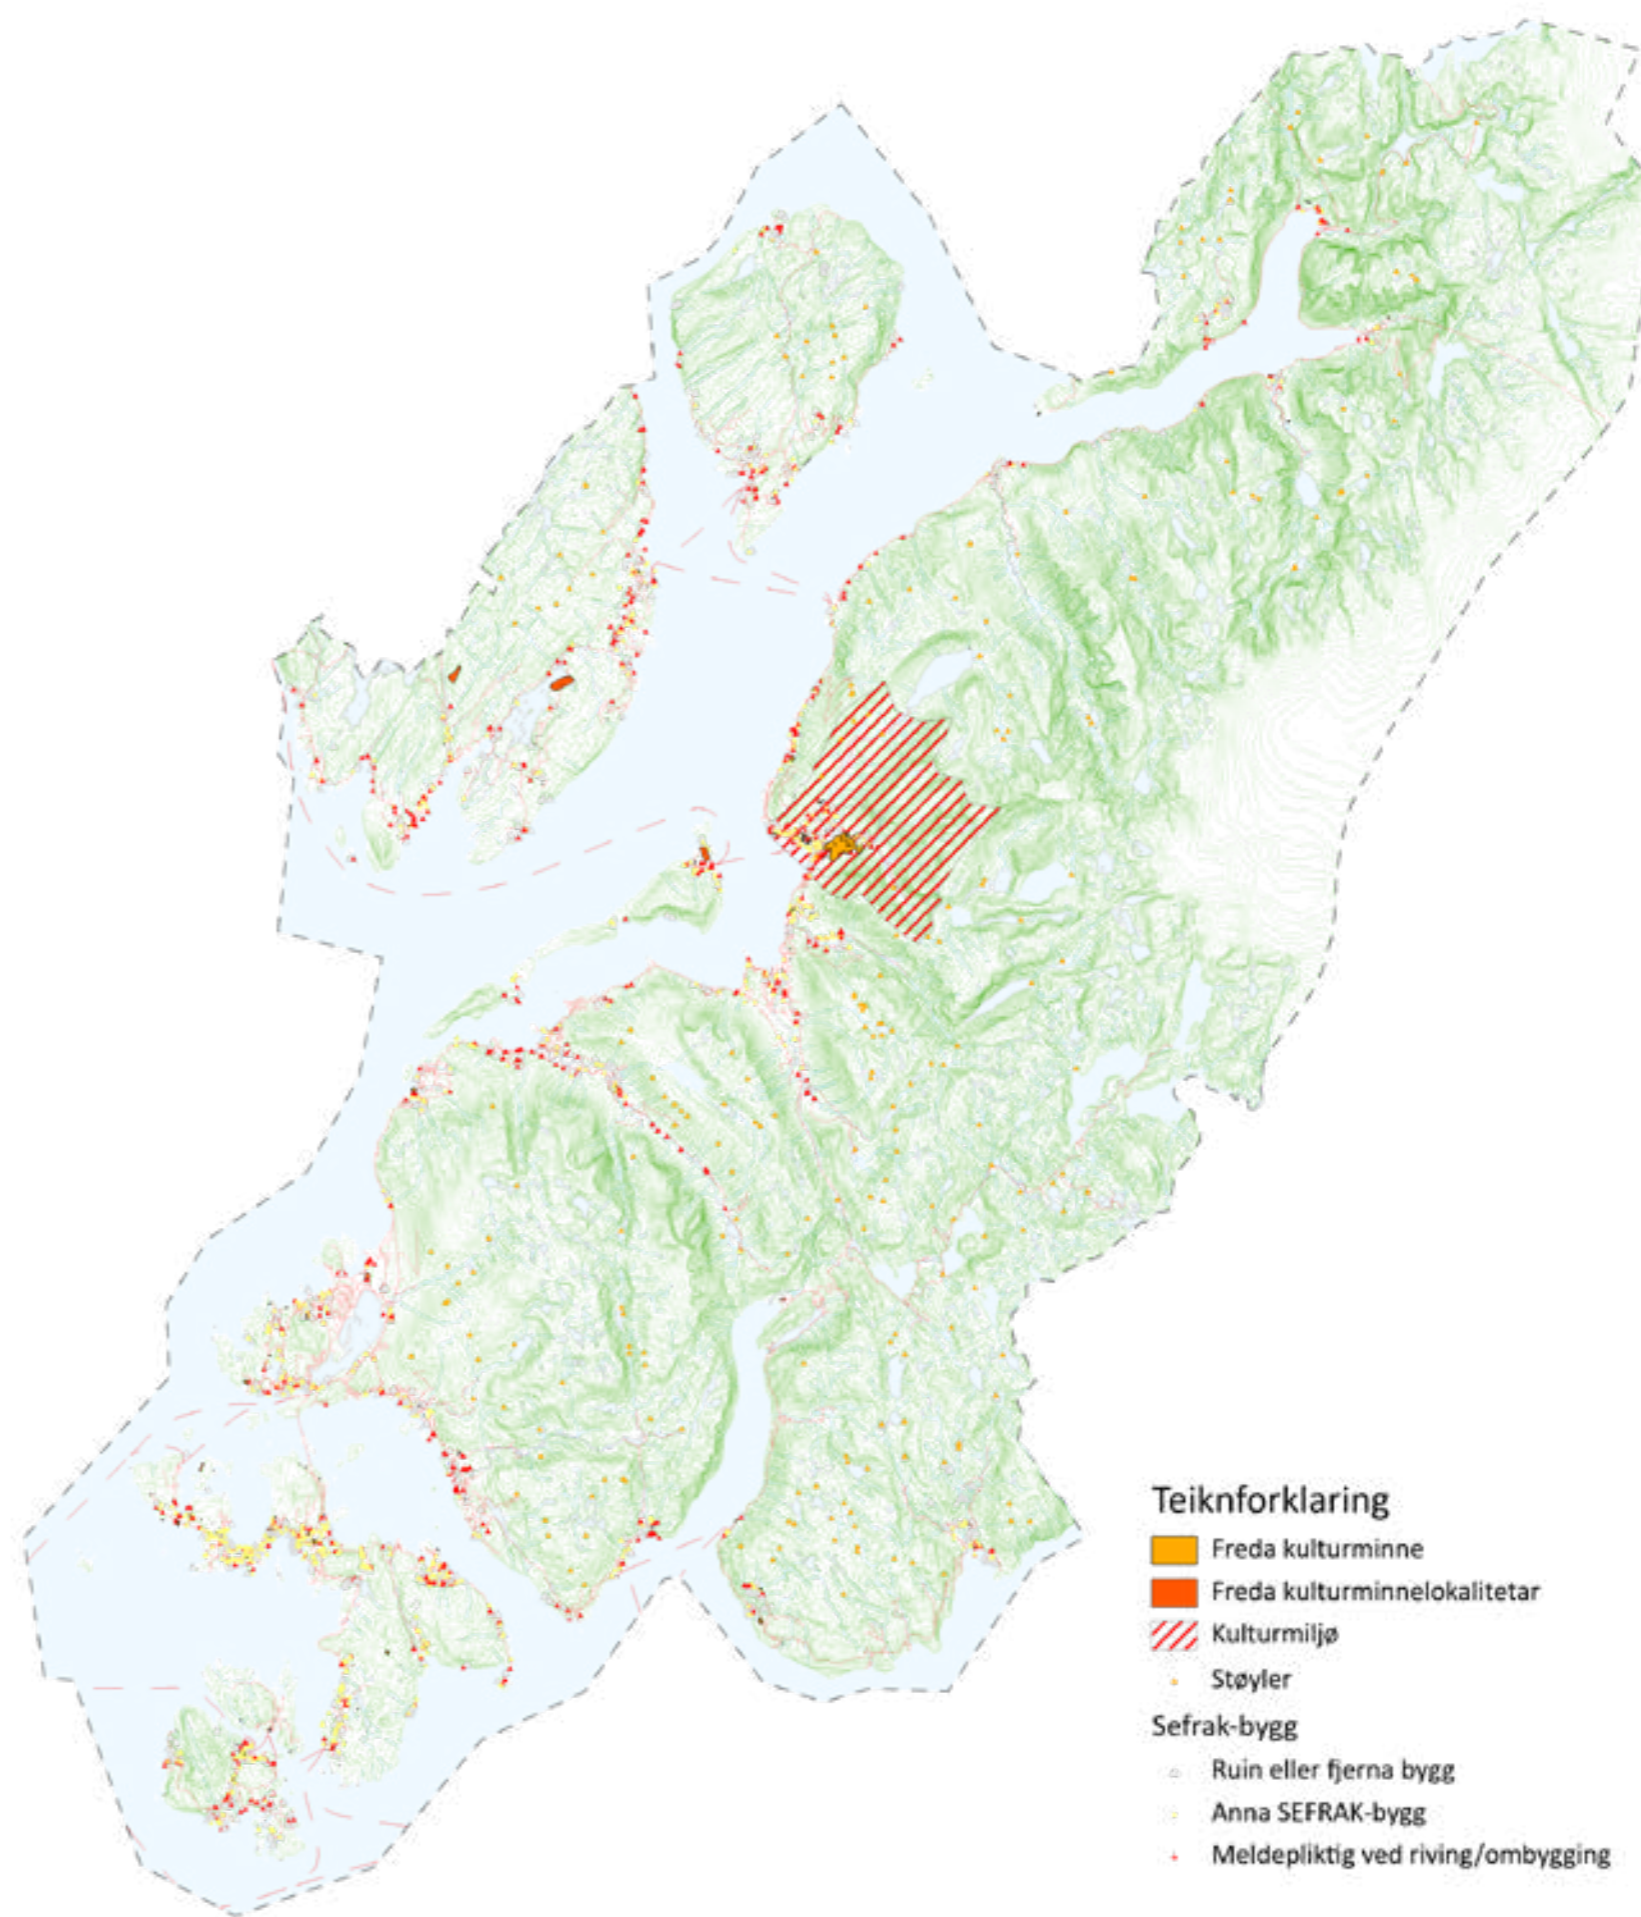 Teiknforklaring
Freda kulturminne
Freda kulturminnelokalitetar
Kulturmiljø
Støyler
Sefrak-bygg
Ruin eller fjerna bygg
Anna SEFRAK-bygg
Meldepliktig ved riving/ombygging